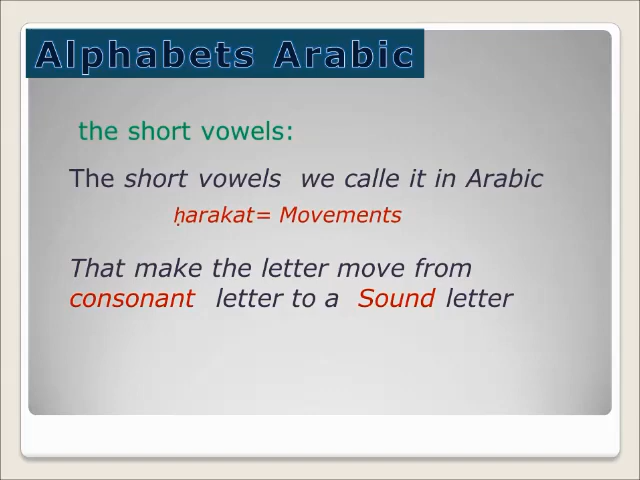 Alphabets Arabic
the short vowels:
The short vowels we calle it in Arabic
ḥarakat= Movements
That make the letter move from
consonant letter to a Sound letter